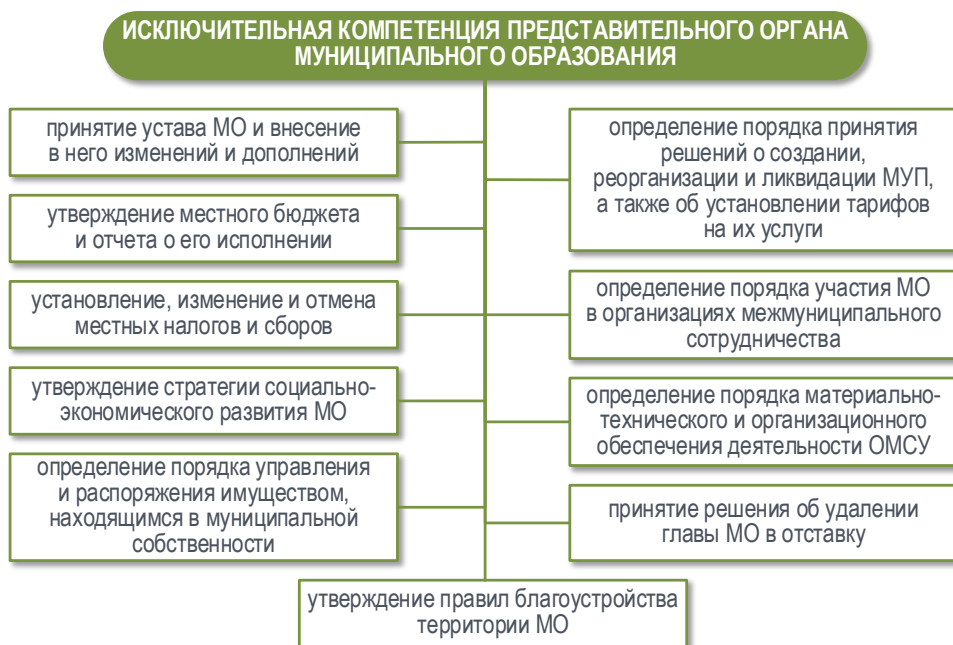 ИСКЛЮЧИТЕЛЬНАЯ КОМПЕТЕНЦИЯ ПРЕДСТАВИТЕЛЬНОГО ОРГАНА
МУНИЦИПАЛЬНОГО ОБРАЗОВАНИЯ
принятие устава МО и внесение
в него изменений и дополнений
утверждение местного бюджета
и отчета о его исполнении
установление, изменение и отмена
местных налогов и сборов
утверждение стратегии социально-
экономического развития МО
определение порядка управления
и распоряжения имуществом,
находящимся в муниципальной
собственности
определение порядка принятия
решений о создании,
реорганизации и ликвидации МУП,
а также об установлении тарифов
на их услуги
определение порядка участия МО
в организациях межмуниципального
сотрудничества
определение порядка материально-
технического и организационного
обеспечения деятельности ОМСУ
принятие решения об удалении
главы МО в отставку
утверждение правил благоустройства
территории МО